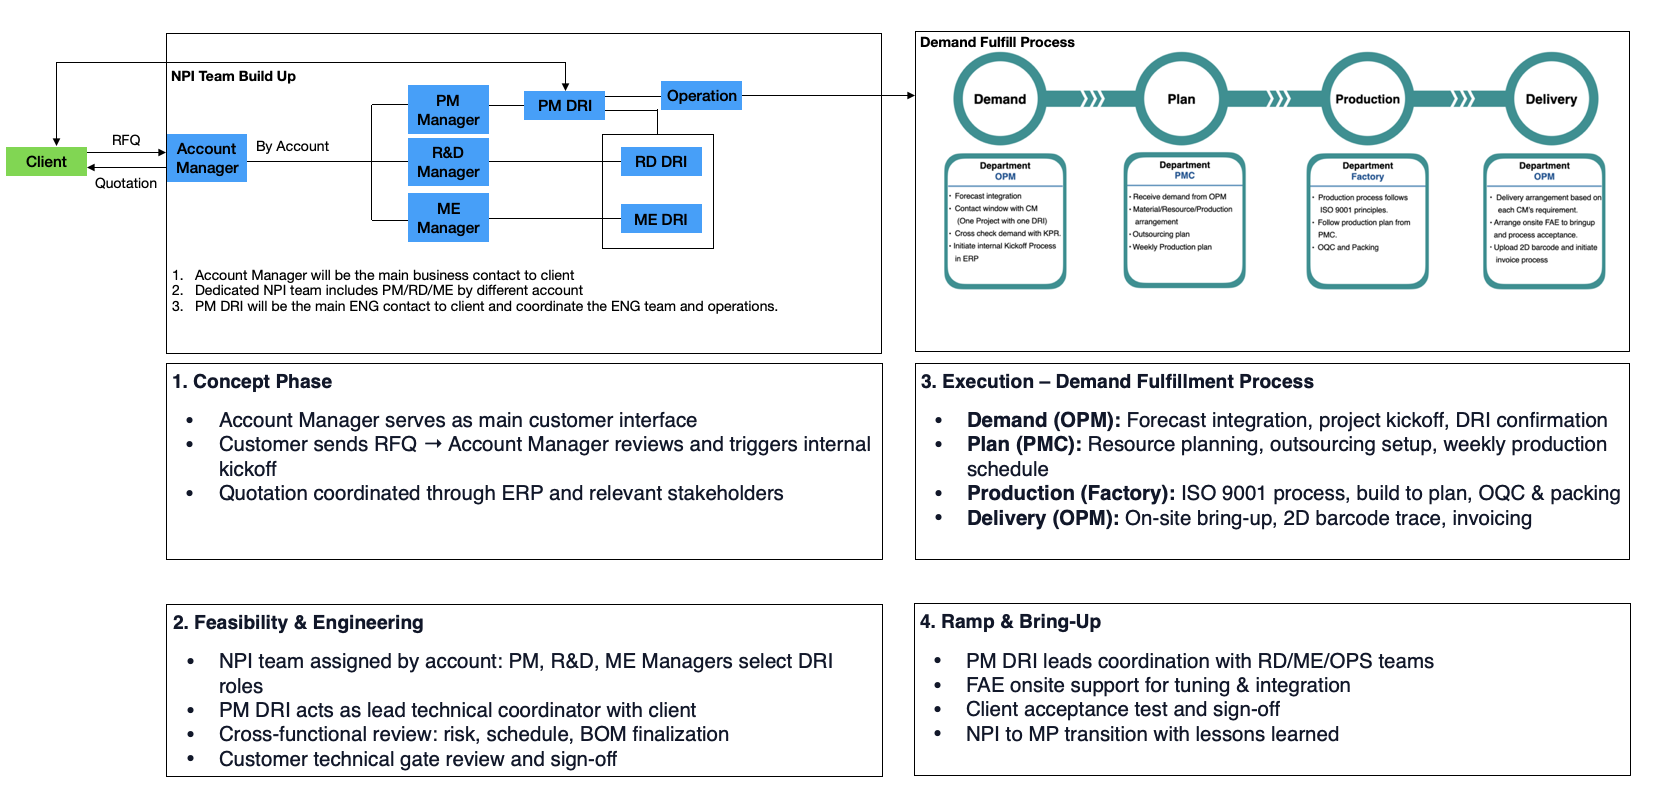 NPI Team Build Up
Client
RFQ
Quotation
Account
Manager
By Account
PM
Manager
R&D
Manager
ME
Manager
PM DRI
Operation
RD DRI
ME DRI
1. Account Manager will be the main business contact to client
2. Dedicated NPI team includes PM/RD/ME by different account
3. PM DRI will be the main ENG contact to client and coordinate the ENG team and operations.
Demand Fulfill Process
Demand
Plan
Production
Delivery
Department
OPM
· Forecast integration
· Contact window with CM
(One Project with one DRI)
· Cross check demand with KPR.
· Initiate internal Kickoff Process
in ERP
Department
PMC
· Receive demand from OPM
· Material/Resource/Production
arrangement
· Outsourcing plan
· Weekly Production plan
Department
Factory
· Production process follows
ISO 9001 principles.
· Follow production plan from
PMC.
· OQC and Packing
Department
OPM
· Delivery arrangement based on
each CM's requirement.
· Arrange onsite FAE to bringup
and process acceptance.
· Upload 2D barcode and initiate
invoice process
1. Concept Phase
• Account Manager serves as main customer interface
• Customer sends RFQ → Account Manager reviews and triggers internal
kickoff
• Quotation coordinated through ERP and relevant stakeholders
3. Execution – Demand Fulfillment Process
• Demand (OPM): Forecast integration, project kickoff, DRI confirmation
• Plan (PMC): Resource planning, outsourcing setup, weekly production
schedule
• Production (Factory): ISO 9001 process, build to plan, OQC & packing
• Delivery (OPM): On-site bring-up, 2D barcode trace, invoicing
2. Feasibility & Engineering
• NPI team assigned by account: PM, R&D, ME Managers select DRI
roles
• PM DRI acts as lead technical coordinator with client
• Cross-functional review: risk, schedule, BOM finalization
• Customer technical gate review and sign-off
4. Ramp & Bring-Up
• PM DRI leads coordination with RD/ME/OPS teams
• FAE onsite support for tuning & integration
• Client acceptance test and sign-off
• NPI to MP transition with lessons learned